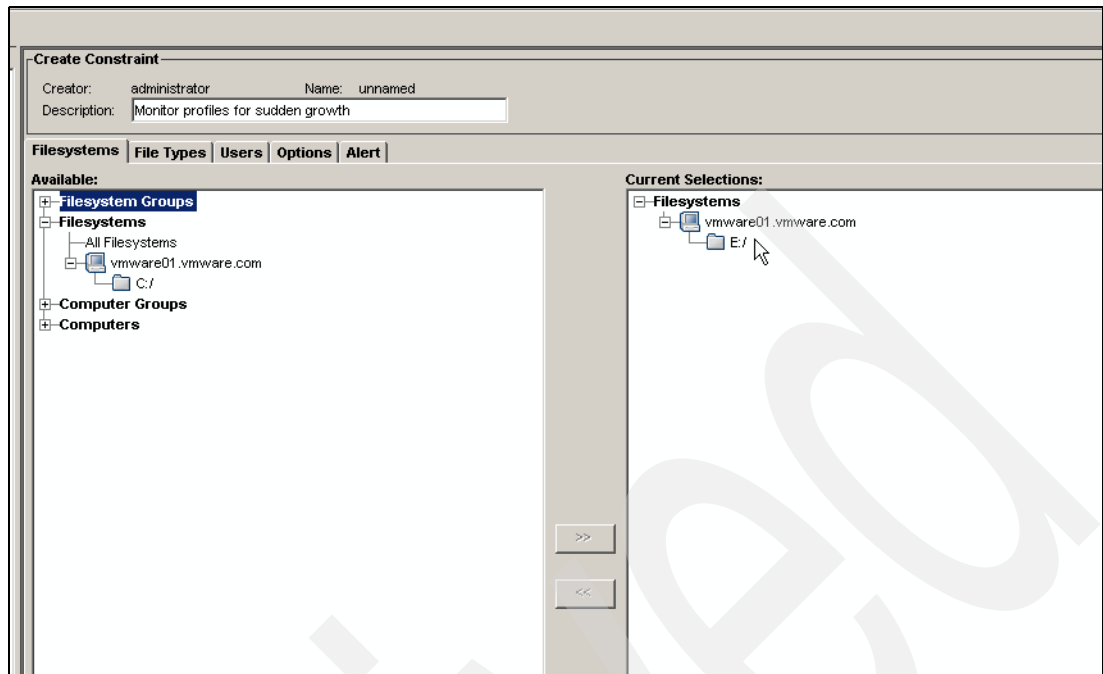 Create Constraint
Creator: administrator Name: unnamed
Description: Monitor profiles for sudden growth
Filesystems File Types Users Options Alert
Available:
Filesystem Groups
Filesystems
All Filesystems
vmware01.vmware.com
C:/
Computer Groups
Computers
>>
<<
Current Selections:
Filesystems
vmware01.vmware.com
E:/